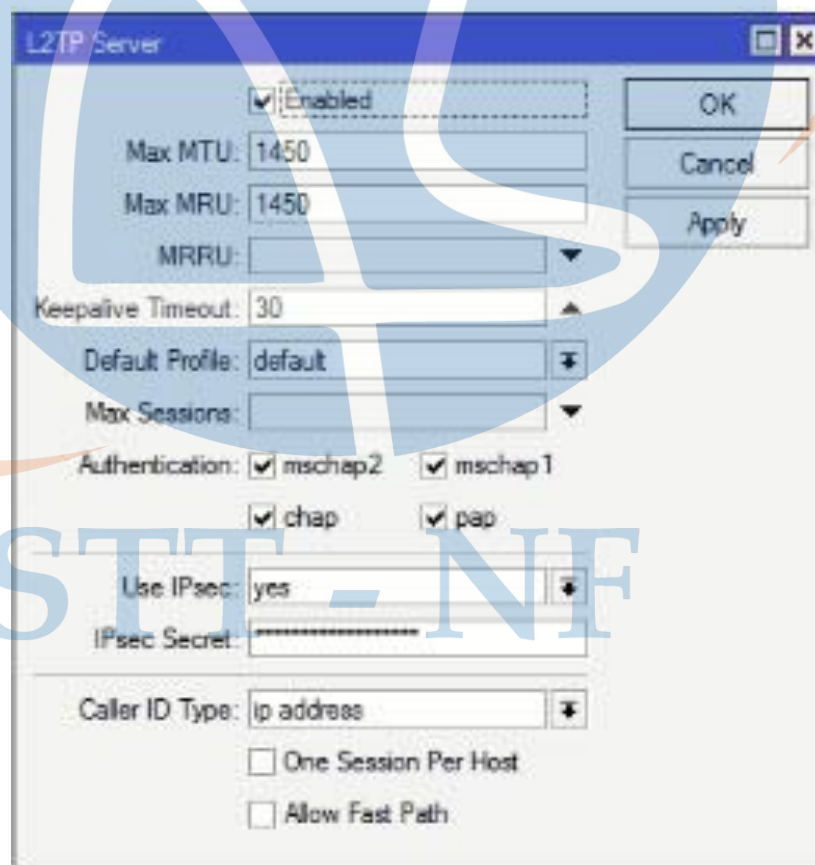 L2TP Server
Enabled
OK
Max MTU: 1450
Cancel
Max MRU: 1450
Apply
MRRU:
Keepalive Timeout: 30
Default Profile: default
Max Sessions:
Authentication: mschap2 mschap1
chap pap
STT - NF
Use IPsec: yes
IPsec Secret: ******************
Caller ID Type: ip address
One Session Per Host
Allow Fast Path